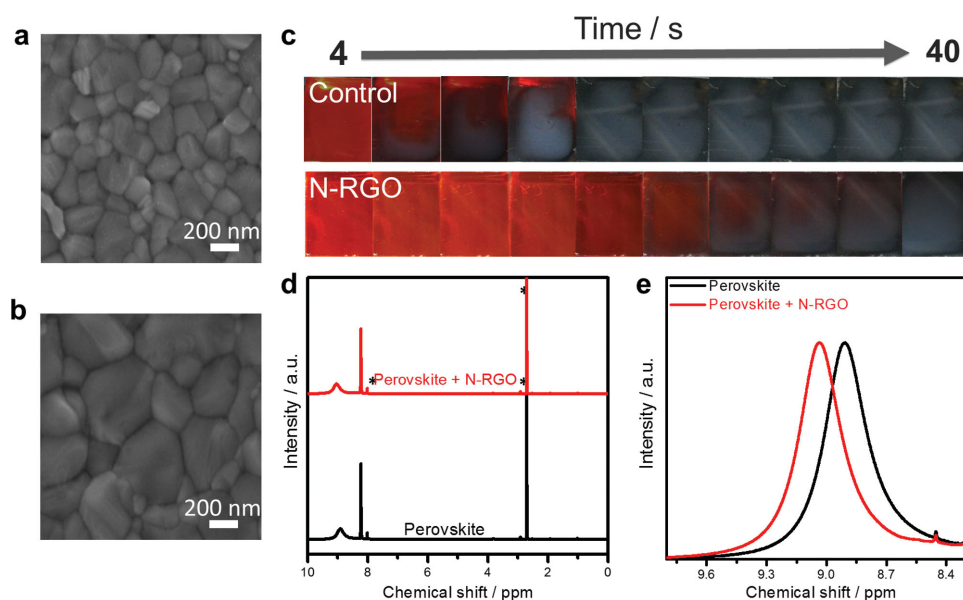 a
200 nm
b
200 nm
c
Time / s
4
40
Control
N-RGO
d
*
* Perovskite + N-RGO *
Perovskite
Intensity / a.u.
10 8 6 4 2 0
Chemical shift / ppm
e
Perovskite
Perovskite + N-RGO
Intensity / a.u.
9.6 9.3 9.0 8.7 8.4
Chemical shift / ppm